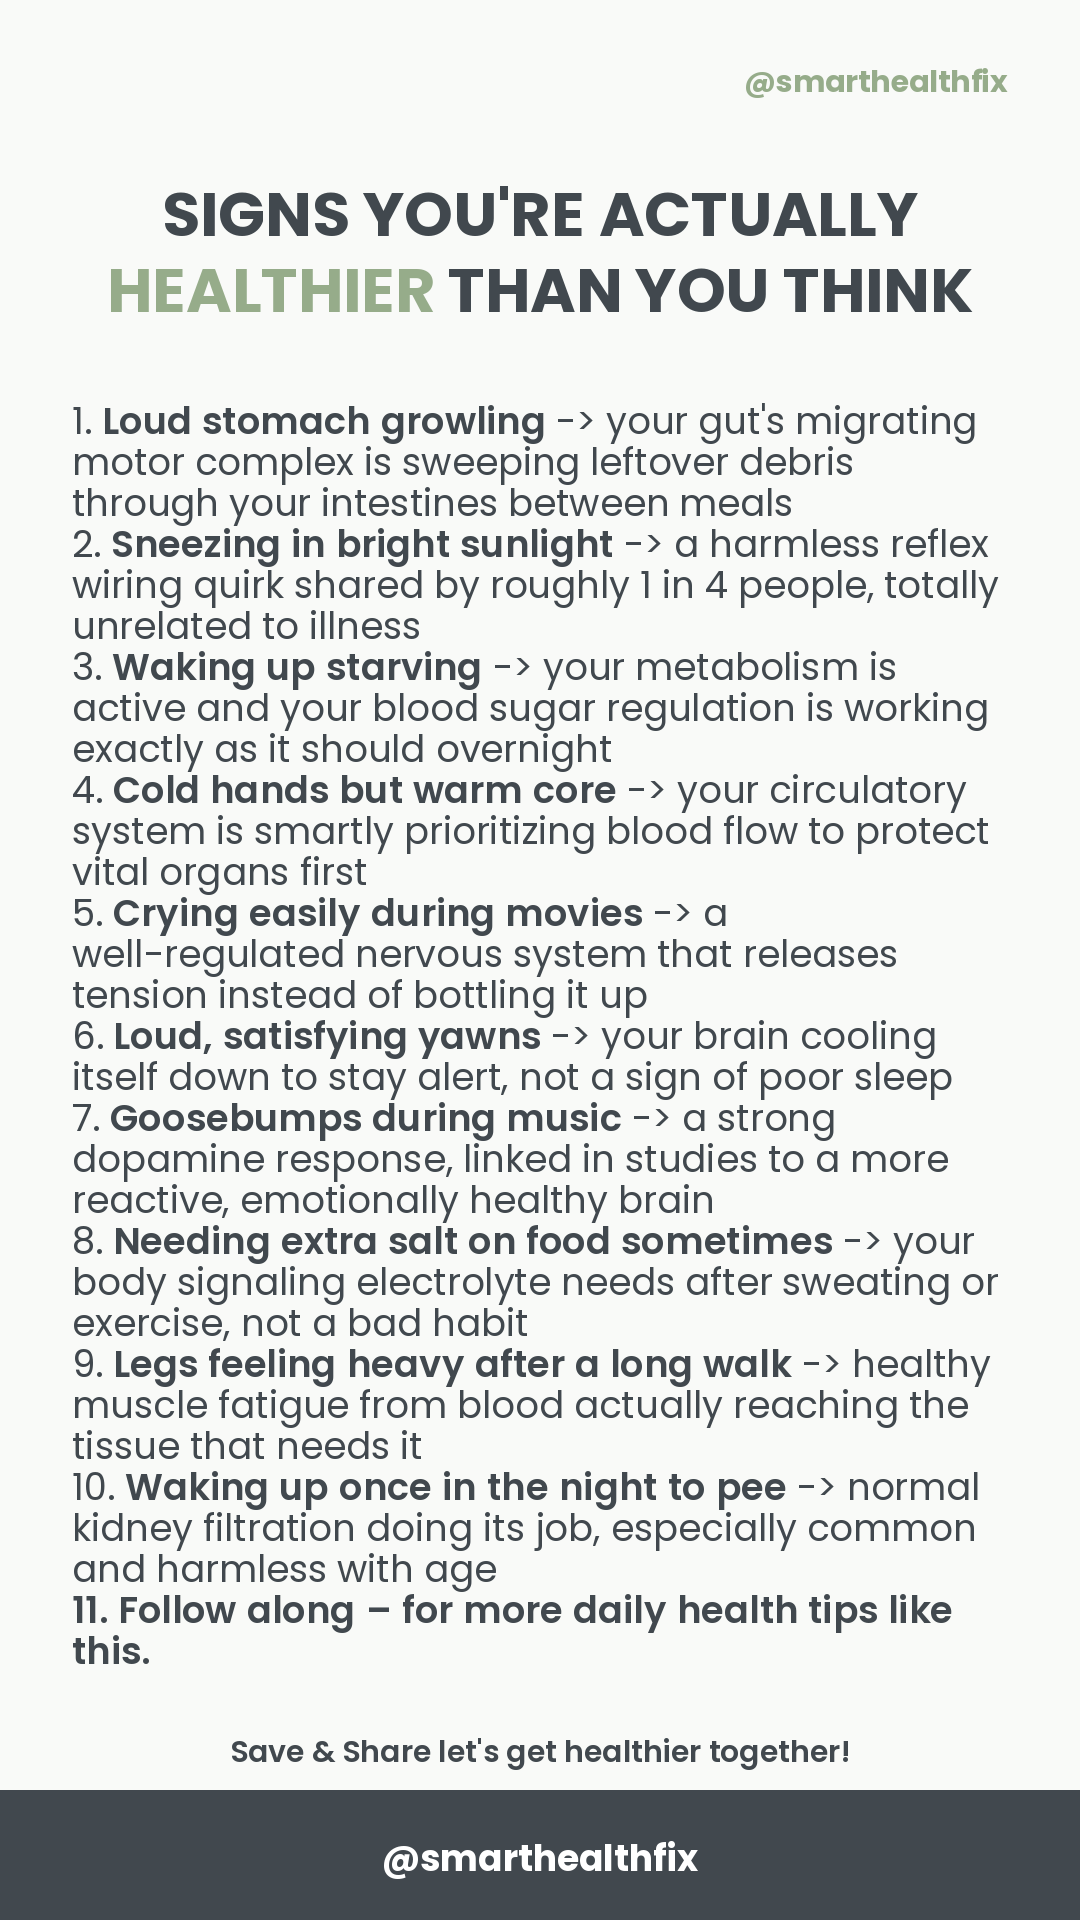 @smarthealthfix
SIGNS YOU'RE ACTUALLY
HEALTHIER THAN YOU THINK
1. Loud stomach growling -> your gut's migrating
motor complex is sweeping leftover debris
through your intestines between meals
2. Sneezing in bright sunlight -> a harmless reflex
wiring quirk shared by roughly 1 in 4 people, totally
unrelated to illness
3. Waking up starving -> your metabolism is
active and your blood sugar regulation is working
exactly as it should overnight
4. Cold hands but warm core -> your circulatory
system is smartly prioritizing blood flow to protect
vital organs first
5. Crying easily during movies -> a
well-regulated nervous system that releases
tension instead of bottling it up
6. Loud, satisfying yawns -> your brain cooling
itself down to stay alert, not a sign of poor sleep
7. Goosebumps during music -> a strong
dopamine response, linked in studies to a more
reactive, emotionally healthy brain
8. Needing extra salt on food sometimes -> your
body signaling electrolyte needs after sweating or
exercise, not a bad habit
9. Legs feeling heavy after a long walk -> healthy
muscle fatigue from blood actually reaching the
tissue that needs it
10. Waking up once in the night to pee -> normal
kidney filtration doing its job, especially common
and harmless with age
11. Follow along – for more daily health tips like
this.
Save & Share let's get healthier together!
@smarthealthfix